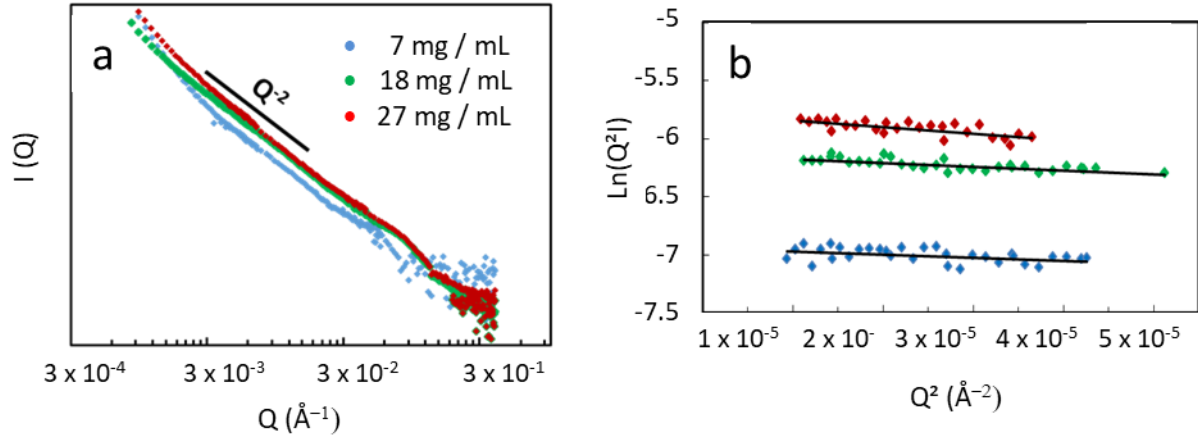 a
7 mg / mL
18 mg / mL
27 mg / mL
Q⁻²
I (Q)
3 x 10⁻⁴ 3 x 10⁻³ 3 x 10⁻² 3 x 10⁻¹
Q (Å⁻¹)
b
-5
-5.5
-6
6.5
-7
-7.5
Ln(Q²I)
1 x 10⁻⁵ 2 x 10⁻ 3 x 10⁻⁵ 4 x 10⁻⁵ 5 x 10⁻⁵
Q² (Å⁻²)